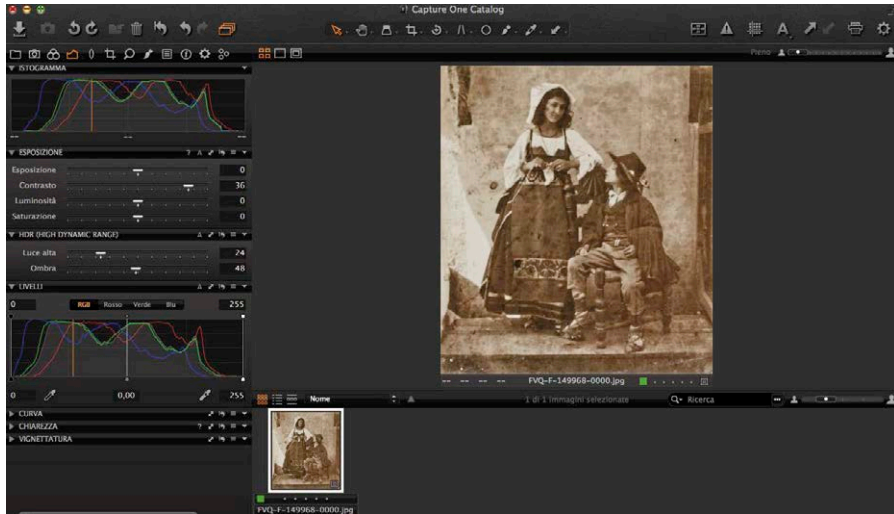 Capture One Catalog
Pieno
ISTOGRAMMA
-- --
ESPOSIZIONE
Esposizione 0
Contrasto 36
Luminosità 0
Saturazione 0
HDR (HIGH DYNAMIC RANGE)
Luce alta 24
Ombra 48
LIVELLI
0 RGB Rosso Verde Blu 255
0 0,00 255
CURVA
CHIAREZZA
VIGNETTATURA
-- -- -- -- FVQ-F-149968-0000.jpg
Nome 1 di 1 immagini selezionate Ricerca
FVQ-F-149968-0000.jpg